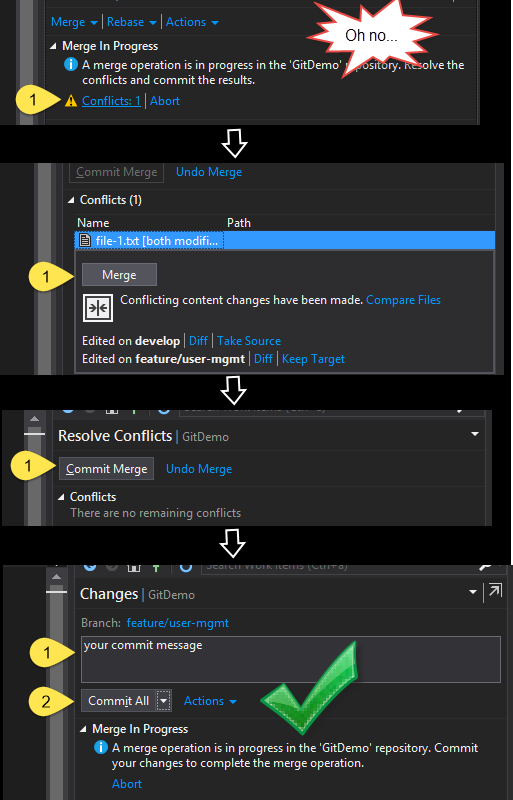 Merge Rebase Actions
Oh no...
Merge In Progress
A merge operation is in progress in the 'GitDemo' repository. Resolve the
conflicts and commit the results.
1
Conflicts: 1 Abort
Commit Merge Undo Merge
Conflicts (1)
Name Path
file-1.txt [both modifi...
1
Merge
Conflicting content changes have been made. Compare Files
Edited on develop | Diff | Take Source
Edited on feature/user-mgmt | Diff | Keep Target
Resolve Conflicts | GitDemo
1
Commit Merge Undo Merge
Conflicts
There are no remaining conflicts
Search Work Items (Ctrl+s)
Changes | GitDemo
Branch: feature/user-mgmt
1
your commit message
2
Commit All Actions
Merge In Progress
A merge operation is in progress in the 'GitDemo' repository. Commit
your changes to complete the merge operation.
Abort